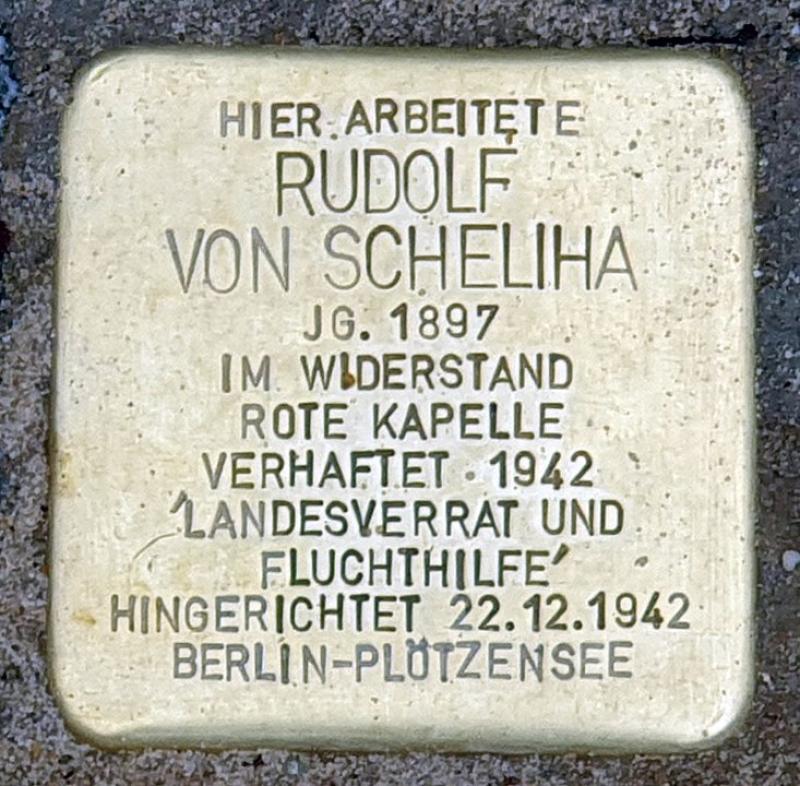 HIER ARBEITETE
RUDOLF
VON SCHELIHA
JG. 1897
IM WIDERSTAND
ROTE KAPELLE
VERHAFTET 1942
'LANDESVERRAT UND
FLUCHTHILFE'
HINGERICHTET 22.12.1942
BERLIN-PLÖTZENSEE